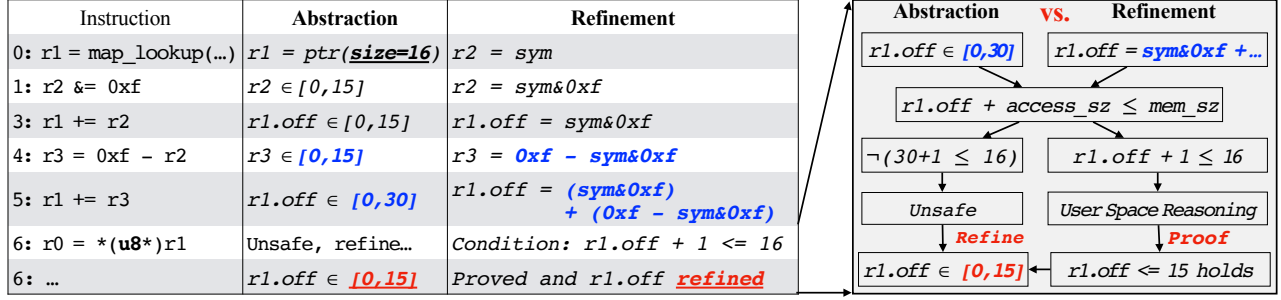 Instruction Abstraction Refinement
0: r1 = map_lookup(…) r1 = ptr(size=16) r2 = sym
1: r2 &= 0xf r2 ∈ [0,15] r2 = sym&0xf
3: r1 += r2 r1.off ∈ [0,15] r1.off = sym&0xf
4: r3 = 0xf - r2 r3 ∈ [0,15] r3 = 0xf - sym&0xf
5: r1 += r3 r1.off ∈ [0,30] r1.off = (sym&0xf)
+ (0xf - sym&0xf)
6: r0 = *(u8*)r1 Unsafe, refine… Condition: r1.off + 1 <= 16
6: … r1.off ∈ [0,15] Proved and r1.off refined
Abstraction vs. Refinement
r1.off ∈ [0,30] r1.off = sym&0xf +…
r1.off + access_sz ≤ mem_sz
¬(30+1 ≤ 16) r1.off + 1 ≤ 16
Unsafe User Space Reasoning
Refine Proof
r1.off ∈ [0,15] r1.off <= 15 holds